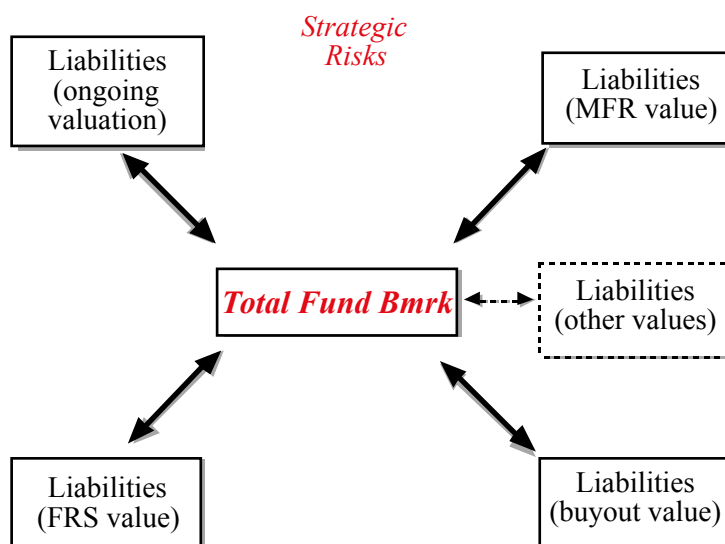 Strategic
Risks
Liabilities
(ongoing
valuation)
Liabilities
(MFR value)
Total Fund Bmrk
Liabilities
(other values)
Liabilities
(FRS value)
Liabilities
(buyout value)